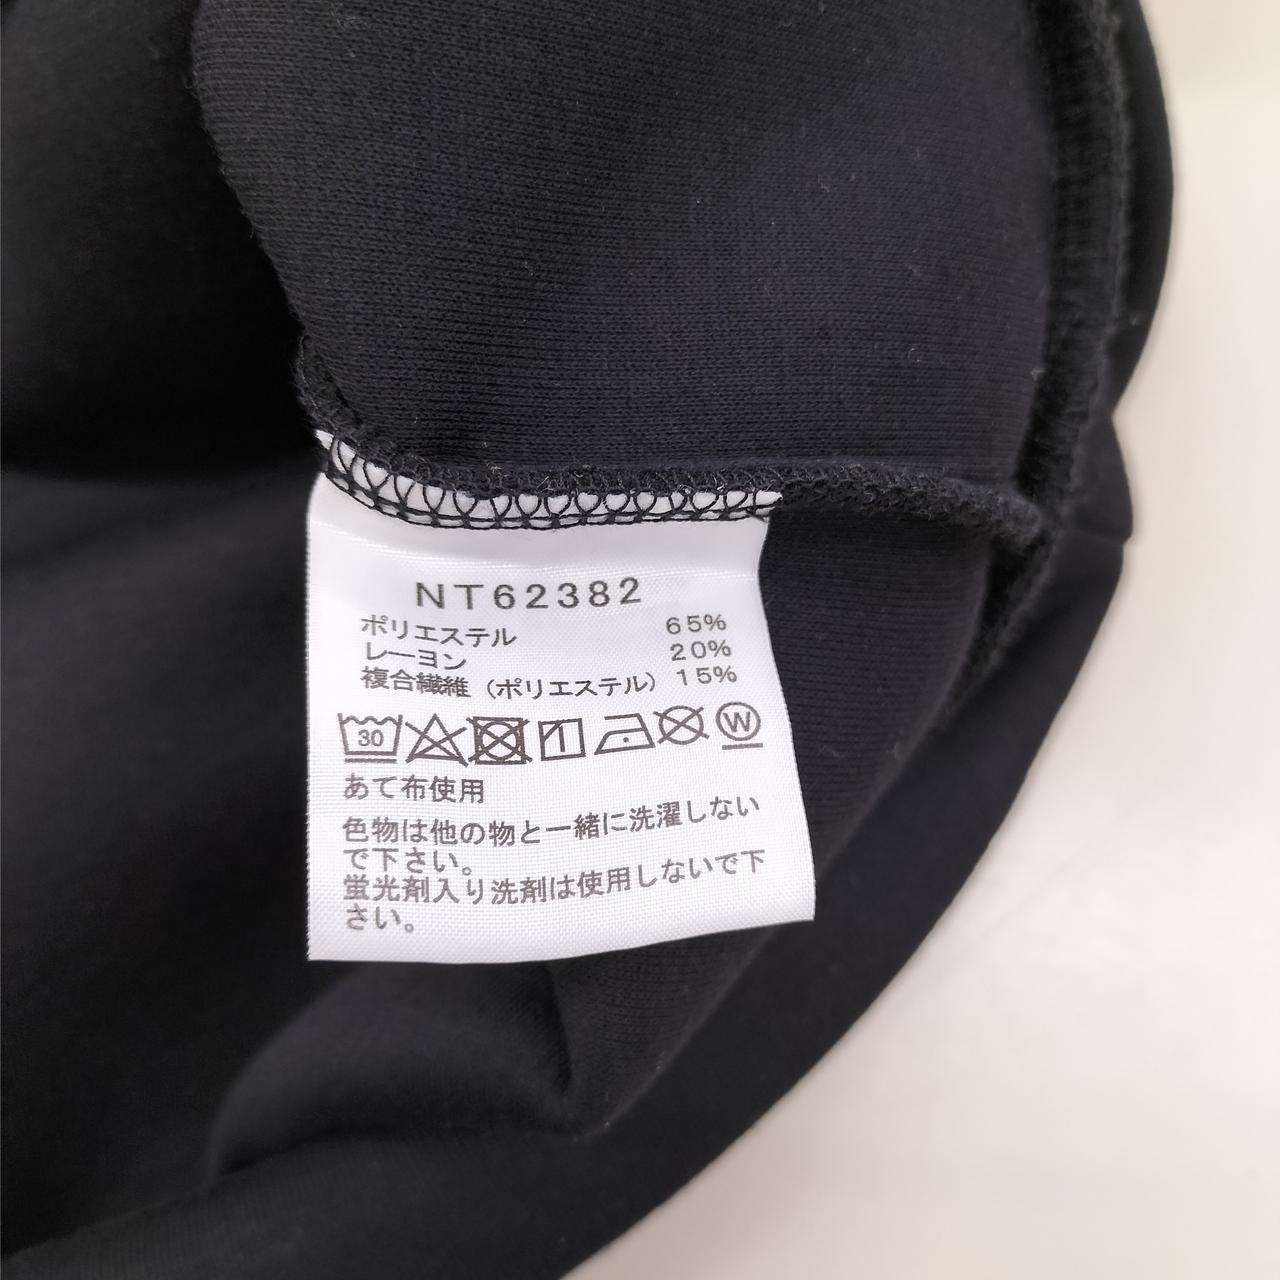 NT62382
ポリエステル 65%
レーヨン 20%
複合繊維（ポリエステル） 15%
30 W
あて布使用
色物は他の物と一緒に洗濯しない
で下さい。
蛍光剤入り洗剤は使用しないで下
さい。